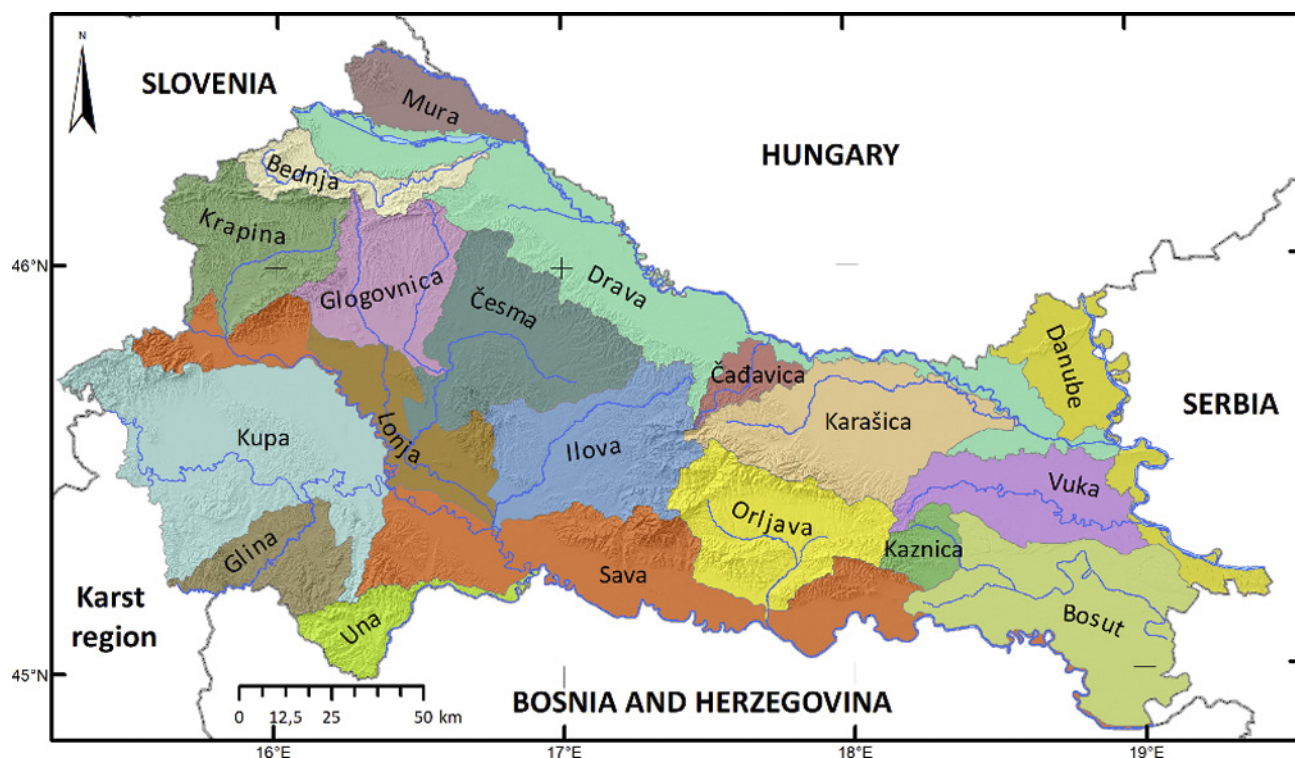 N
SLOVENIA
Mura
HUNGARY
Bednja
Krapina
46°N
Glogovnica
Drava
Česma
Danube
Čađavica
SERBIA
Karašica
Kupa
Lonja
Ilova
Vuka
Orljava
Kaznica
Glina
Sava
Karst
region
Una
Bosut
45°N
BOSNIA AND HERZEGOVINA
0 12,5 25 50 km
16°E 17°E 18°E 19°E